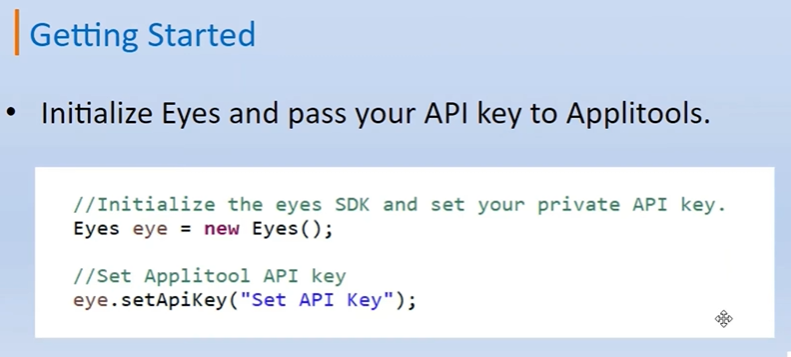 Getting Started
• Initialize Eyes and pass your API key to Applitools.
//Initialize the eyes SDK and set your private API key.
Eyes eye = new Eyes();
//Set Applitool API key
eye.setApiKey("Set API Key");